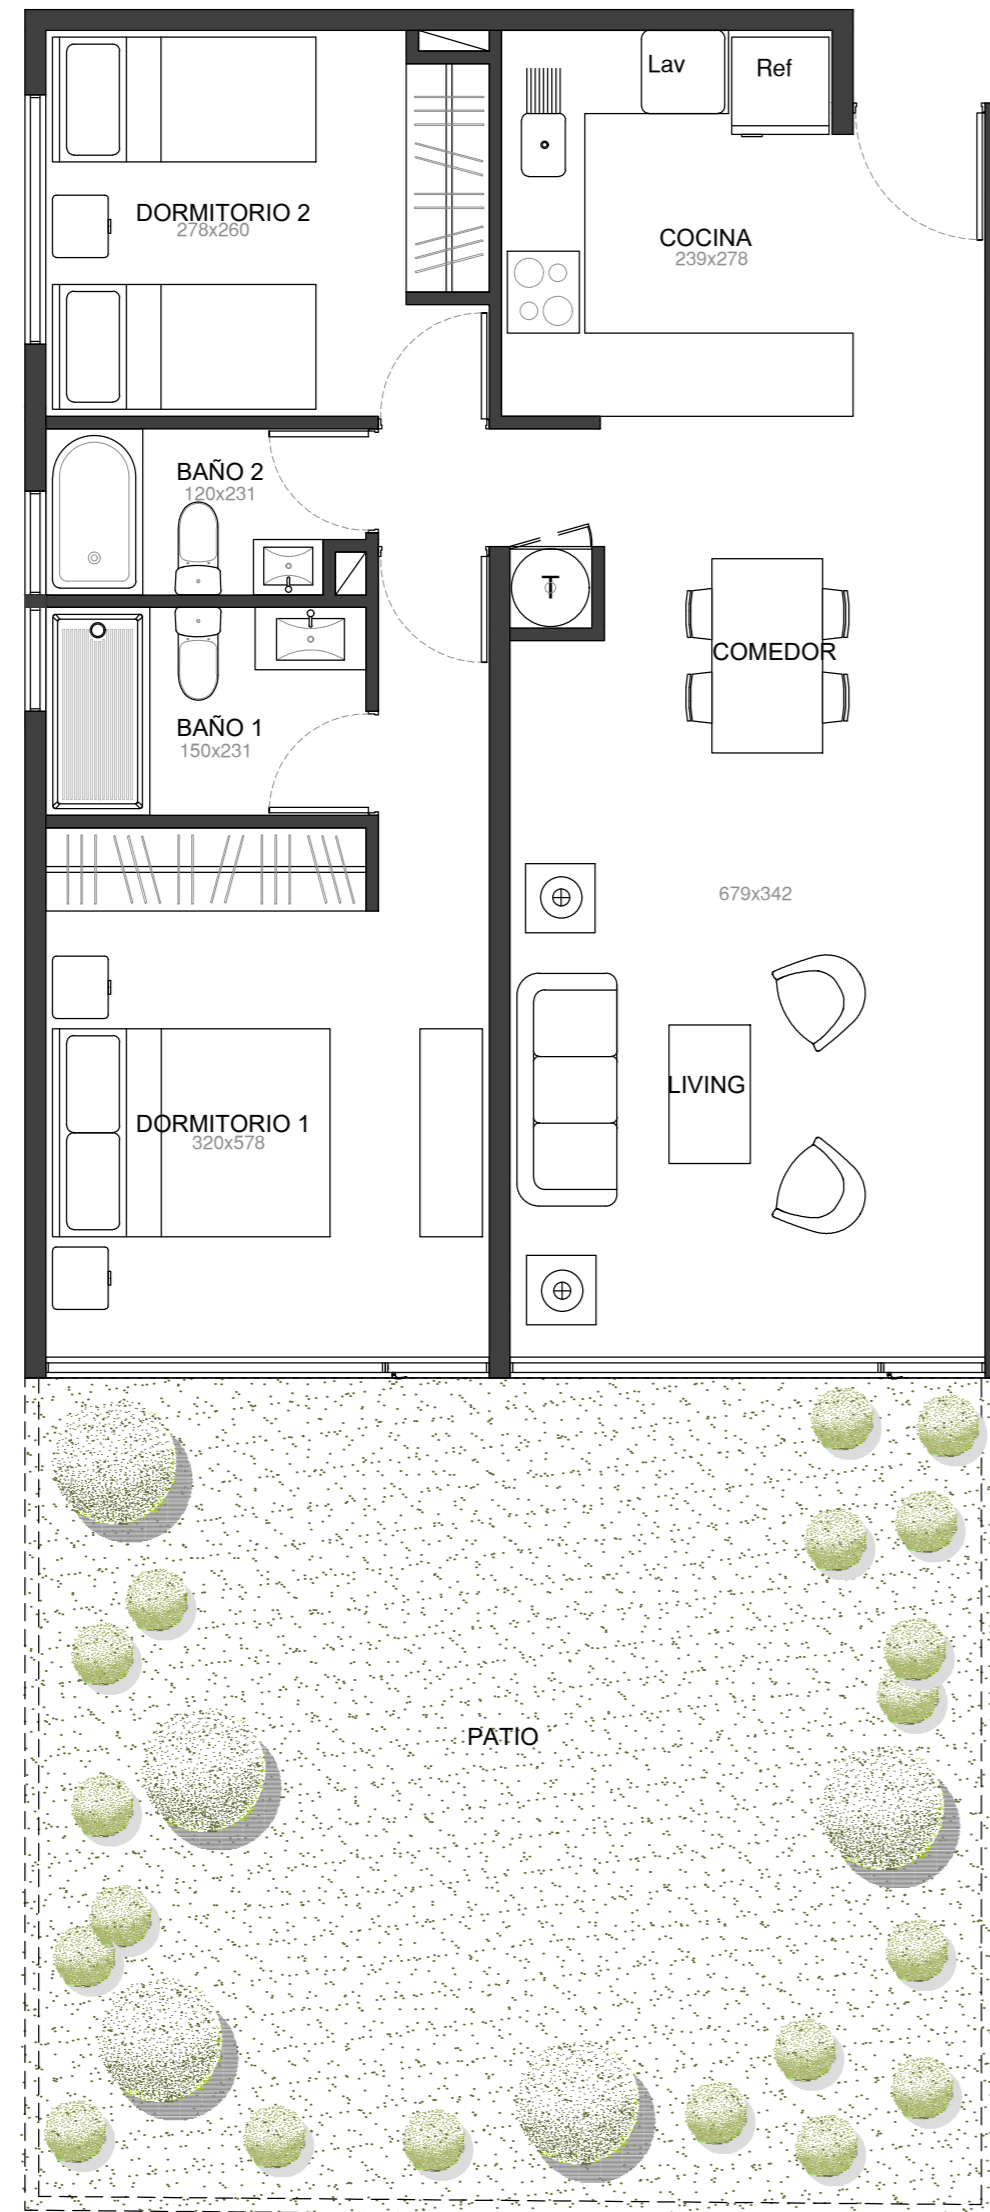 Lav
Ref
DORMITORIO 2
278x260
COCINA
239x278
BAÑO 2
120x231
T
COMEDOR
BAÑO 1
150x231
679x342
LIVING
DORMITORIO 1
320x578
PATIO